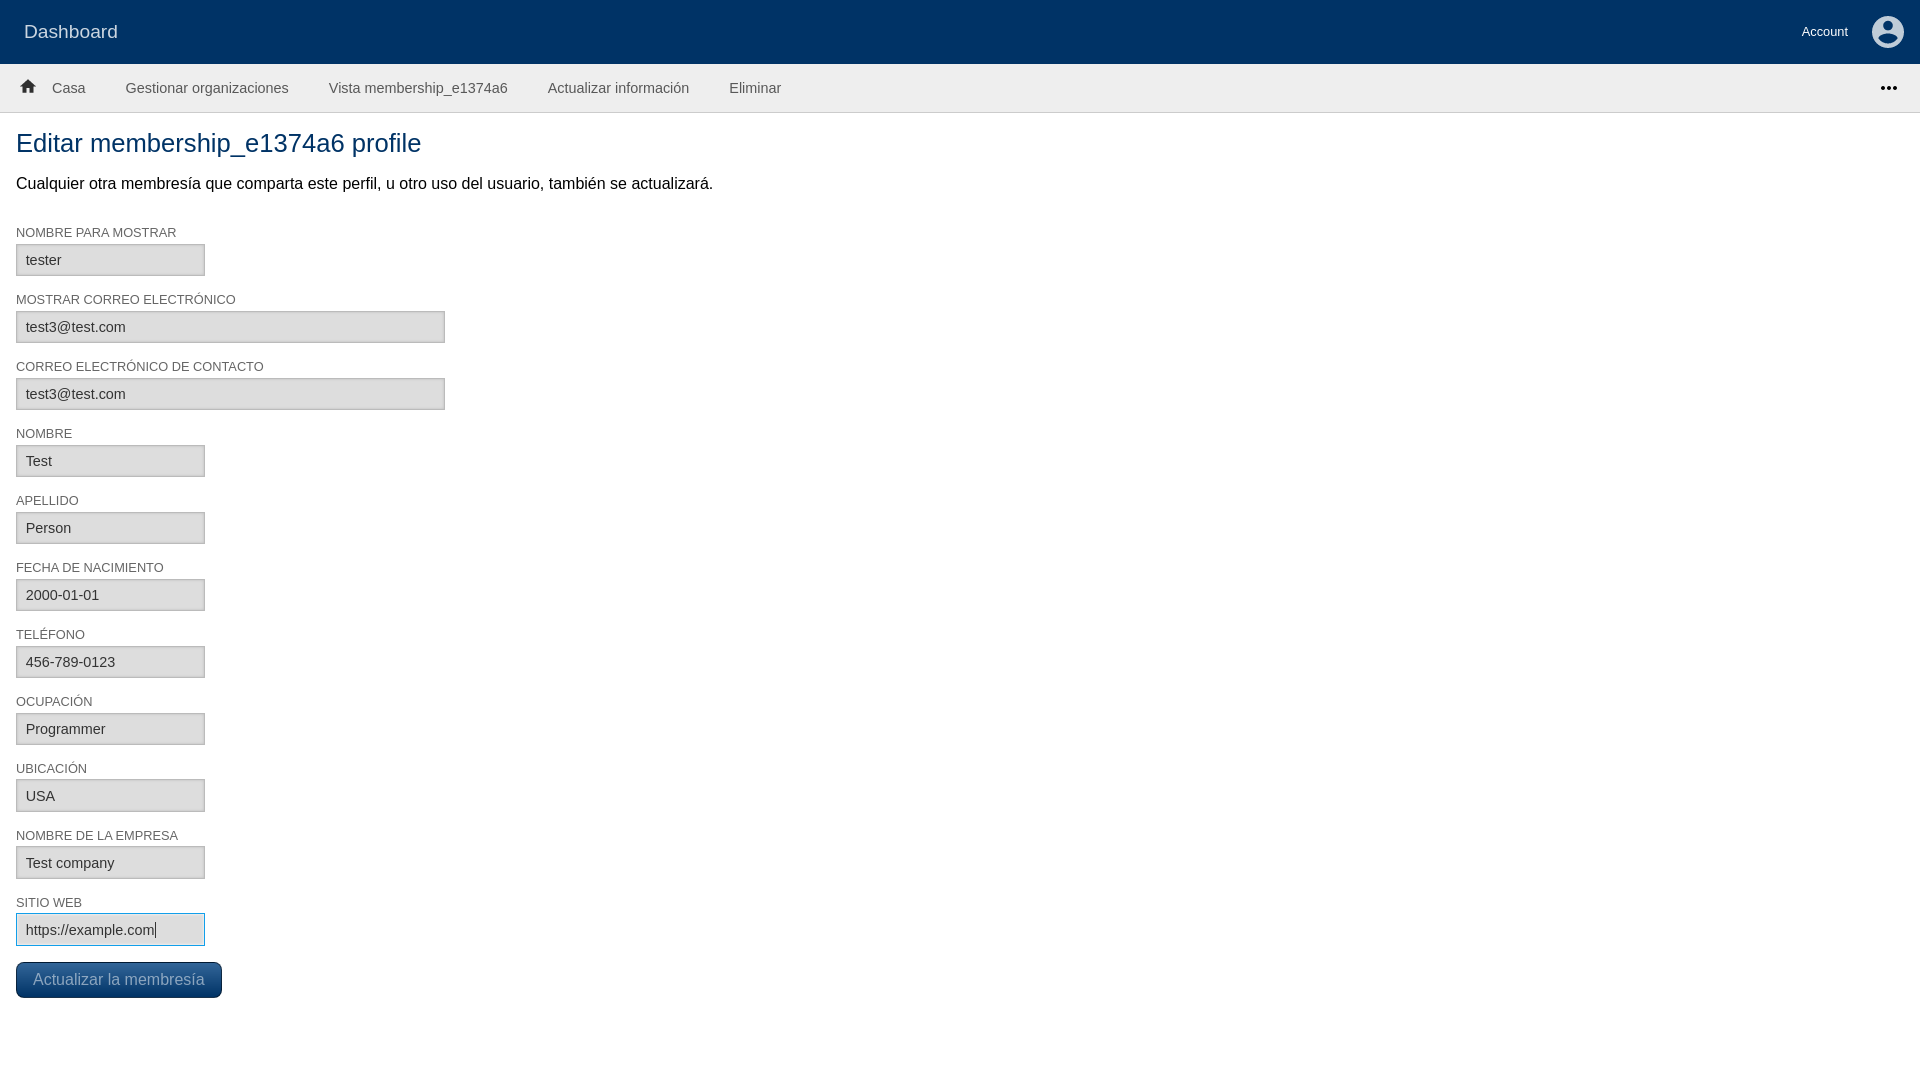 Dashboard
Account
Casa
Gestionar organizaciones
Vista membership_e1374a6
Actualizar información
Eliminar
Editar membership_e1374a6 profile
Cualquier otra membresía que comparta este perfil, u otro uso del usuario, también se actualizará.
NOMBRE PARA MOSTRAR
tester
MOSTRAR CORREO ELECTRÓNICO
test3@test.com
CORREO ELECTRÓNICO DE CONTACTO
test3@test.com
NOMBRE
Test
APELLIDO
Person
FECHA DE NACIMIENTO
2000-01-01
TELÉFONO
456-789-0123
OCUPACIÓN
Programmer
UBICACIÓN
USA
NOMBRE DE LA EMPRESA
Test company
SITIO WEB
https://example.com
Actualizar la membresía